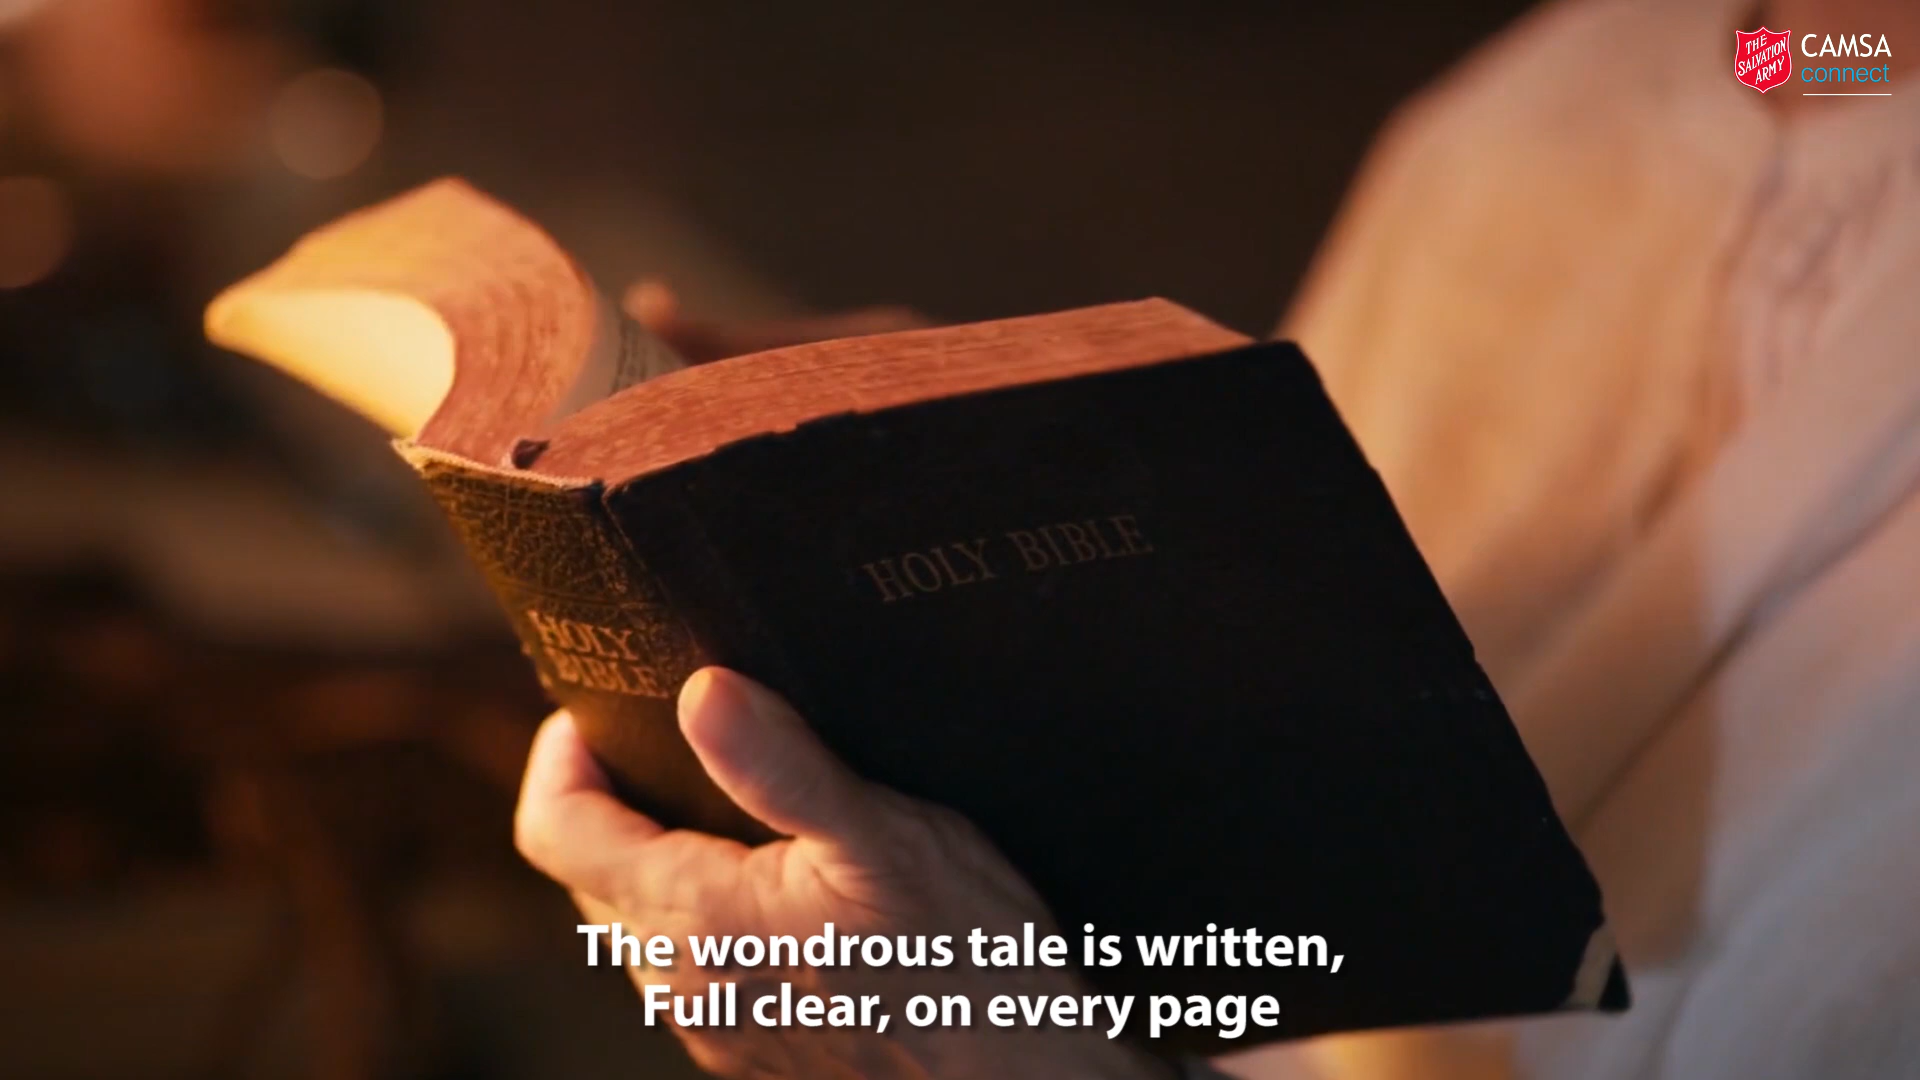 THE
SALVATION
ARMY
CAMSA
connect
HOLY BIBLE
HOLY
BIBLE
The wondrous tale is written,
Full clear, on every page